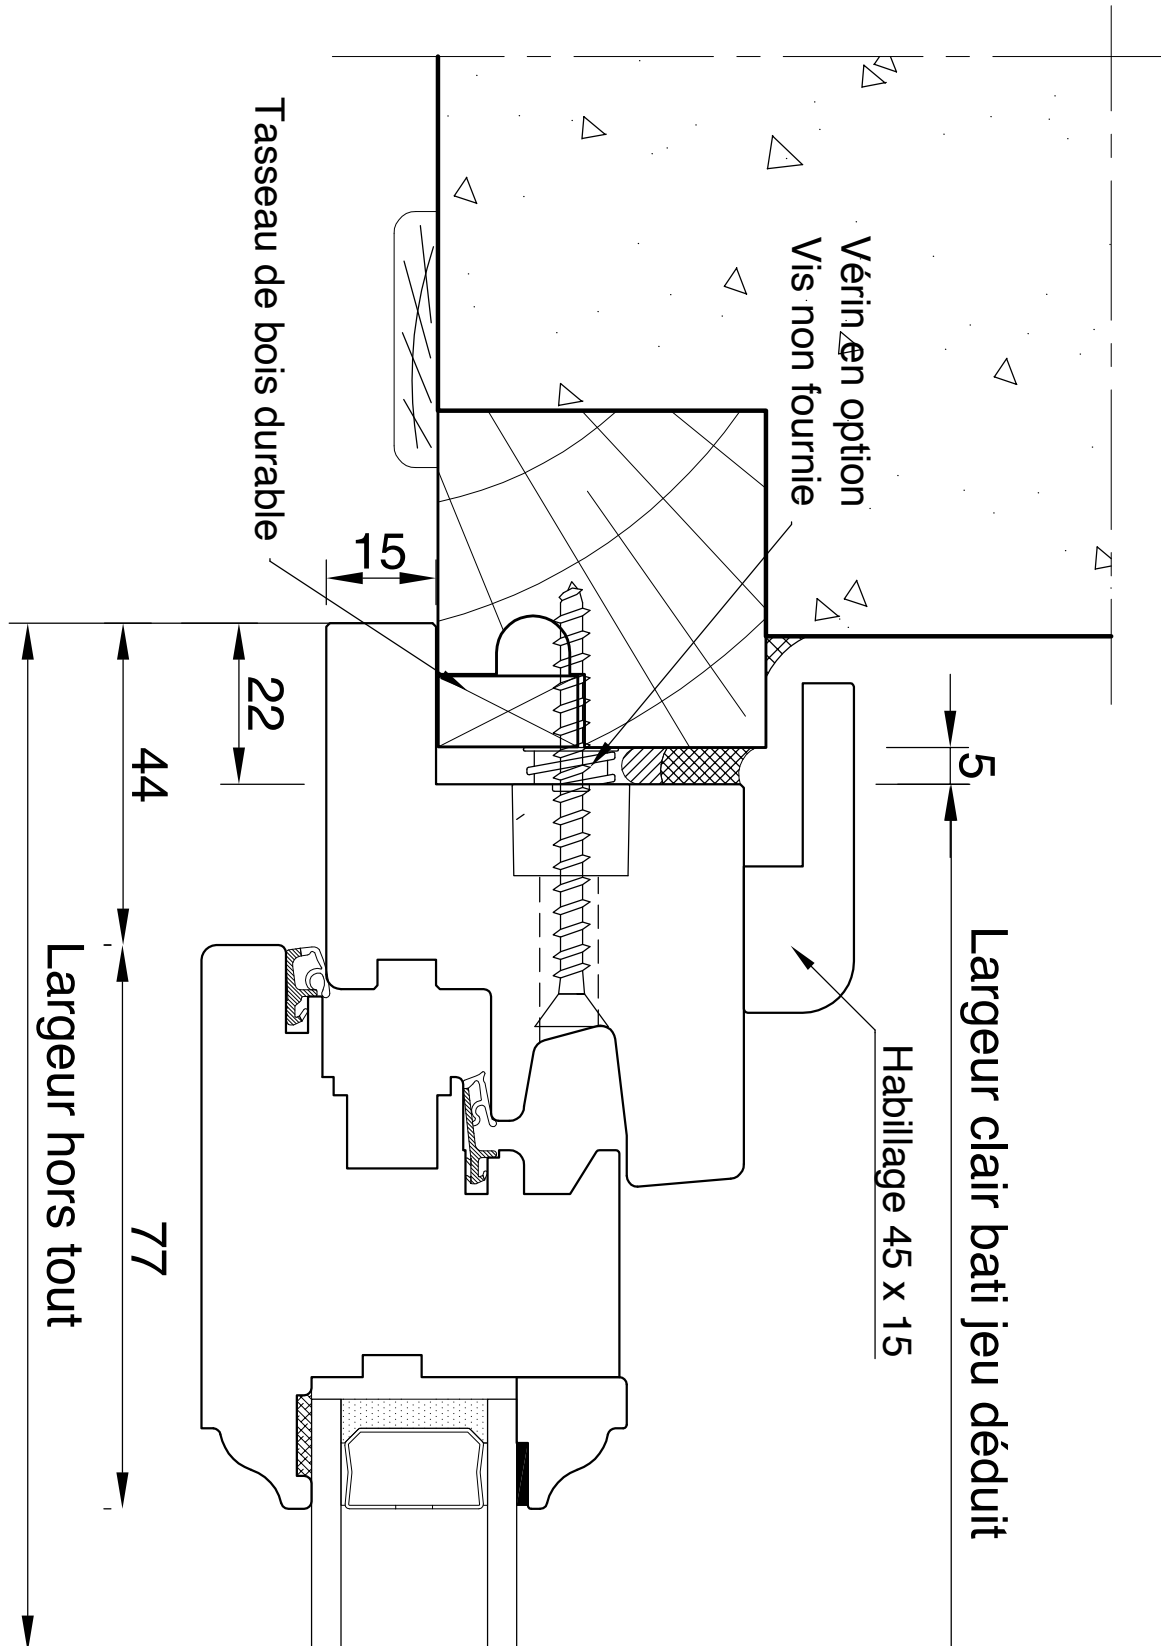 Tasseau de bois durable
Vérin en option
Vis non fournie
15
22
44
77
5
Largeur hors tout
Largeur clair bati jeu déduit
Habillage 45 x 15